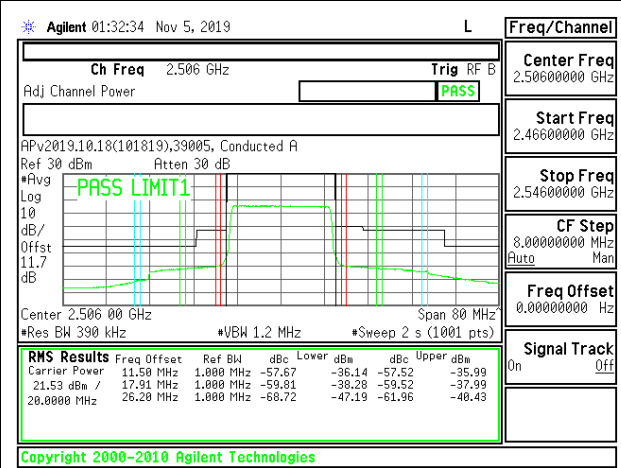 Agilent 01:32:34 Nov 5, 2019 L
Freq/Channel
Ch Freq 2.506 GHz Trig RF B
Adj Channel Power PASS
APv2019.10.18(101819),39005, Conducted A
Ref 30 dBm Atten 30 dB
#Avg
Log
10
dB/
Offst
11.7
dB
PASS LIMIT1
Center 2.506 00 GHz Span 80 MHz^
#Res BW 390 kHz #VBW 1.2 MHz #Sweep 2 s (1001 pts)
RMS Results Freq Offset Ref BW dBc Lower dBm dBc Upper dBm
Carrier Power 11.50 MHz 1.000 MHz -57.67 -36.14 -57.52 -35.99
21.53 dBm / 17.91 MHz 1.000 MHz -59.81 -38.28 -59.52 -37.99
20.0000 MHz 26.20 MHz 1.000 MHz -68.72 -47.19 -61.96 -40.43
Center Freq
2.50600000 GHz
Start Freq
2.46600000 GHz
Stop Freq
2.54600000 GHz
CF Step
8.00000000 MHz
Auto Man
Freq Offset
0.00000000 Hz
Signal Track
On Off
Copyright 2000-2010 Agilent Technologies